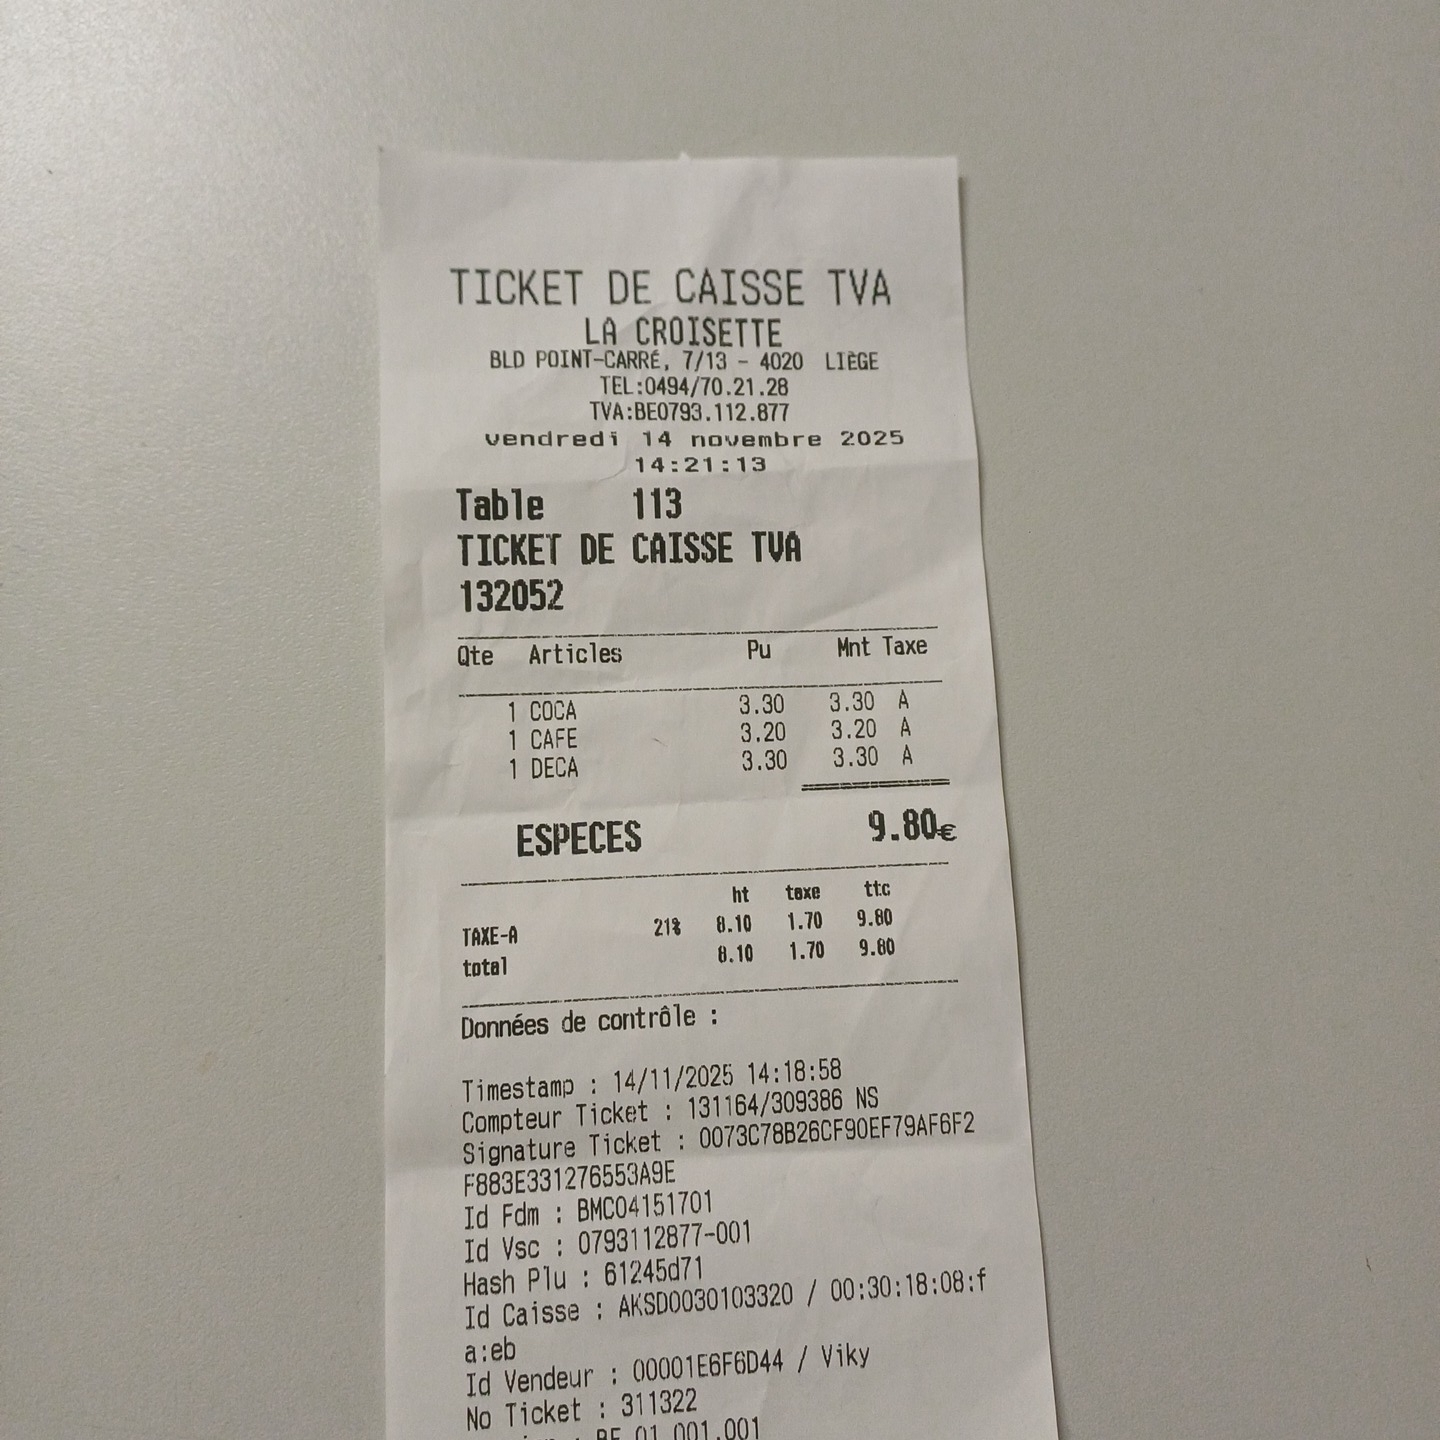 TICKET DE CAISSE TVA
LA CROISETTE
BLD POINT-CARRÉ, 7/13 - 4020 LIÈGE
TEL:0494/70.21.28
TVA:BE0793.112.877
vendredi 14 novembre 2025
14:21:13
Table 113
TICKET DE CAISSE TVA
132052
Qte Articles Pu Mnt Taxe
1 COCA 3.30 3.30 A
1 CAFE 3.20 3.20 A
1 DECA 3.30 3.30 A
ESPECES 9.80€
ht taxe ttc
TAXE-A 21% 8.10 1.70 9.80
total 8.10 1.70 9.80
Données de contrôle :
Timestamp : 14/11/2025 14:18:58
Compteur Ticket : 131164/309386 NS
Signature Ticket : 0073C78B26CF90EF79AF6F2
F883E331276553A9E
Id Fdm : BMC04151701
Id Vsc : 0793112877-001
Hash Plu : 61245d71
Id Caisse : AKSD0030103320 / 00:30:18:08:f
a:eb
Id Vendeur : 00001E6F6D44 / Viky
No Ticket : 311322
: BE 01.001.001